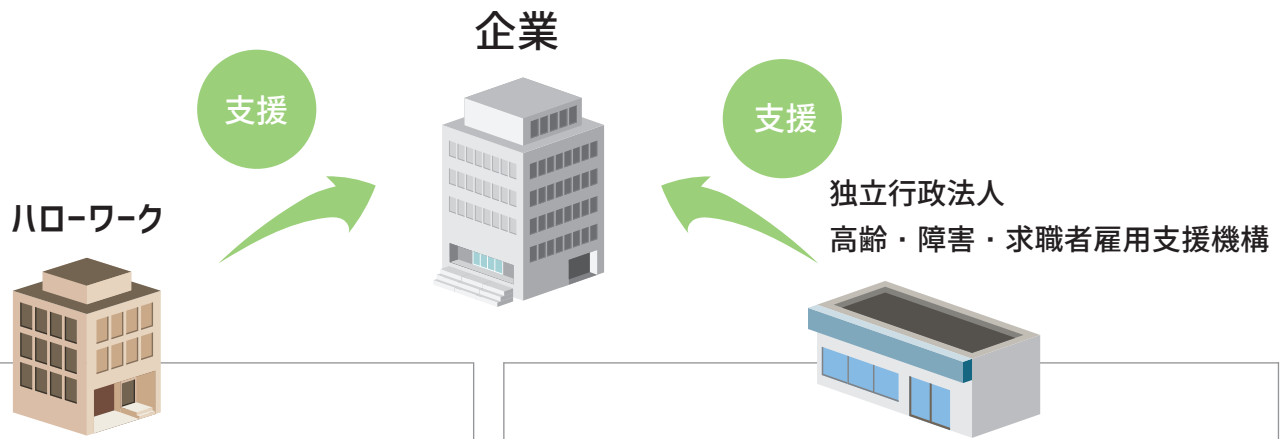 企業
支援
支援
ハローワーク
独立行政法人
高齢・障害・求職者雇用支援機構